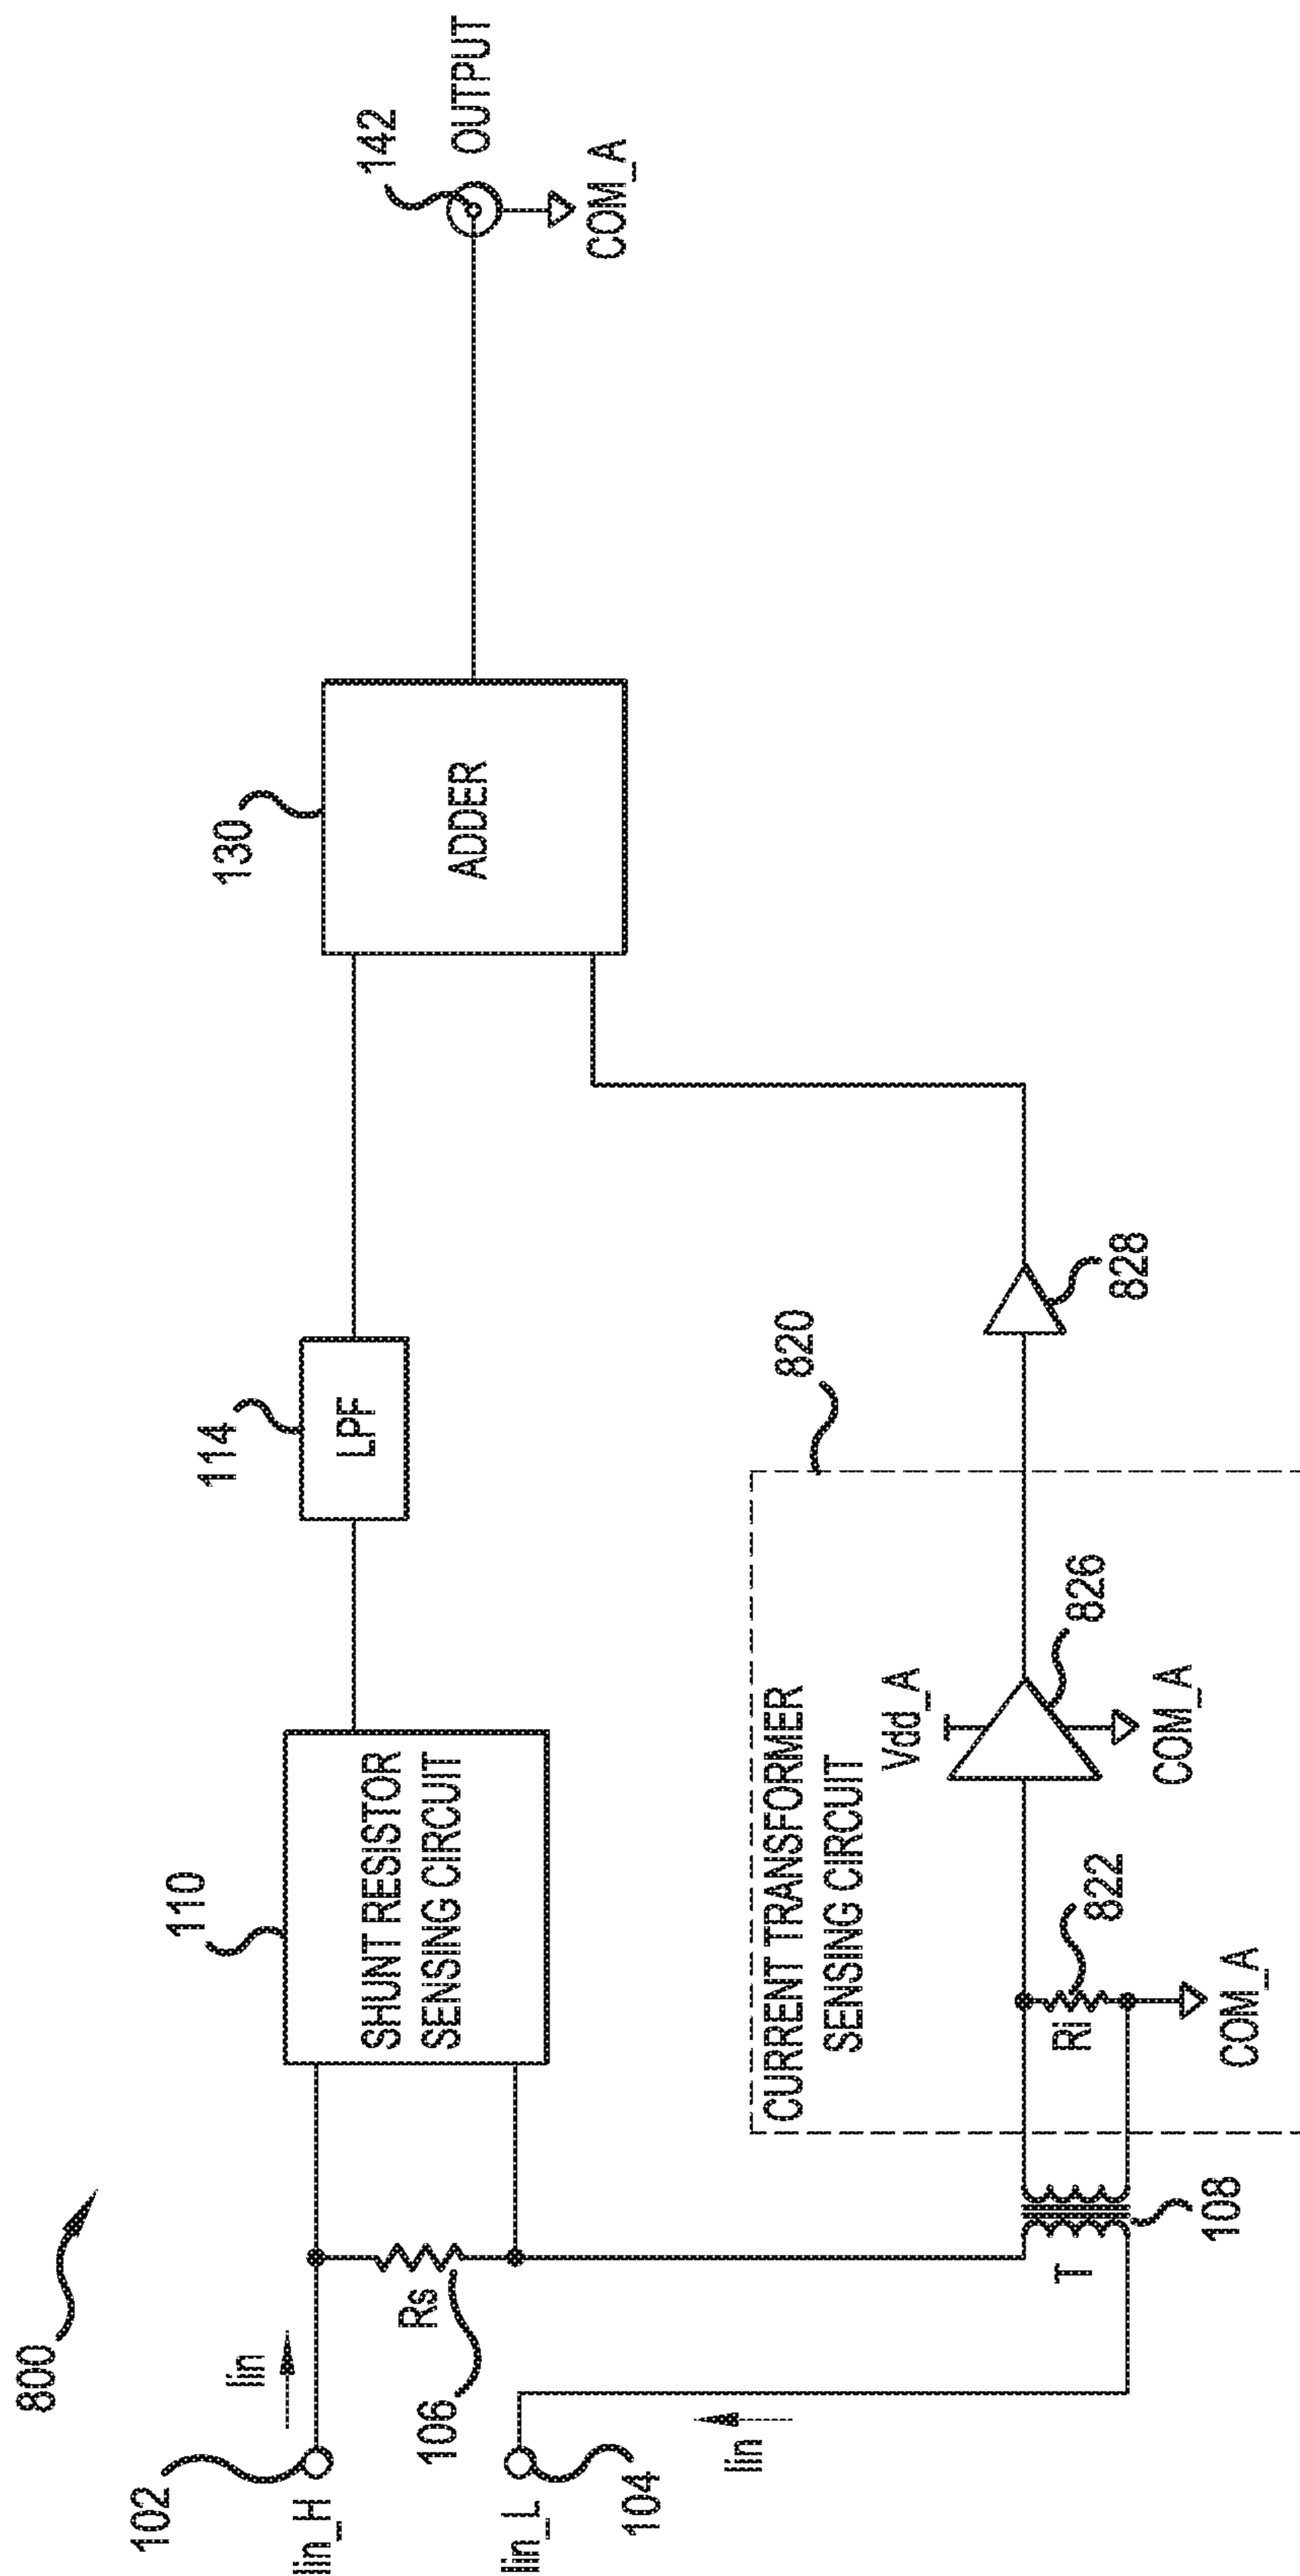 800
102
Iin_H
Iin
Iin_L
104
Iin
106
Rs
110
SHUNT RESISTOR
SENSING CIRCUIT
114
LPF
130
ADDER
142
OUTPUT
COM_A
T
108
CURRENT TRANSFORMER
SENSING CIRCUIT
820
Ri
822
COM_A
Vdd_A
826
COM_A
828